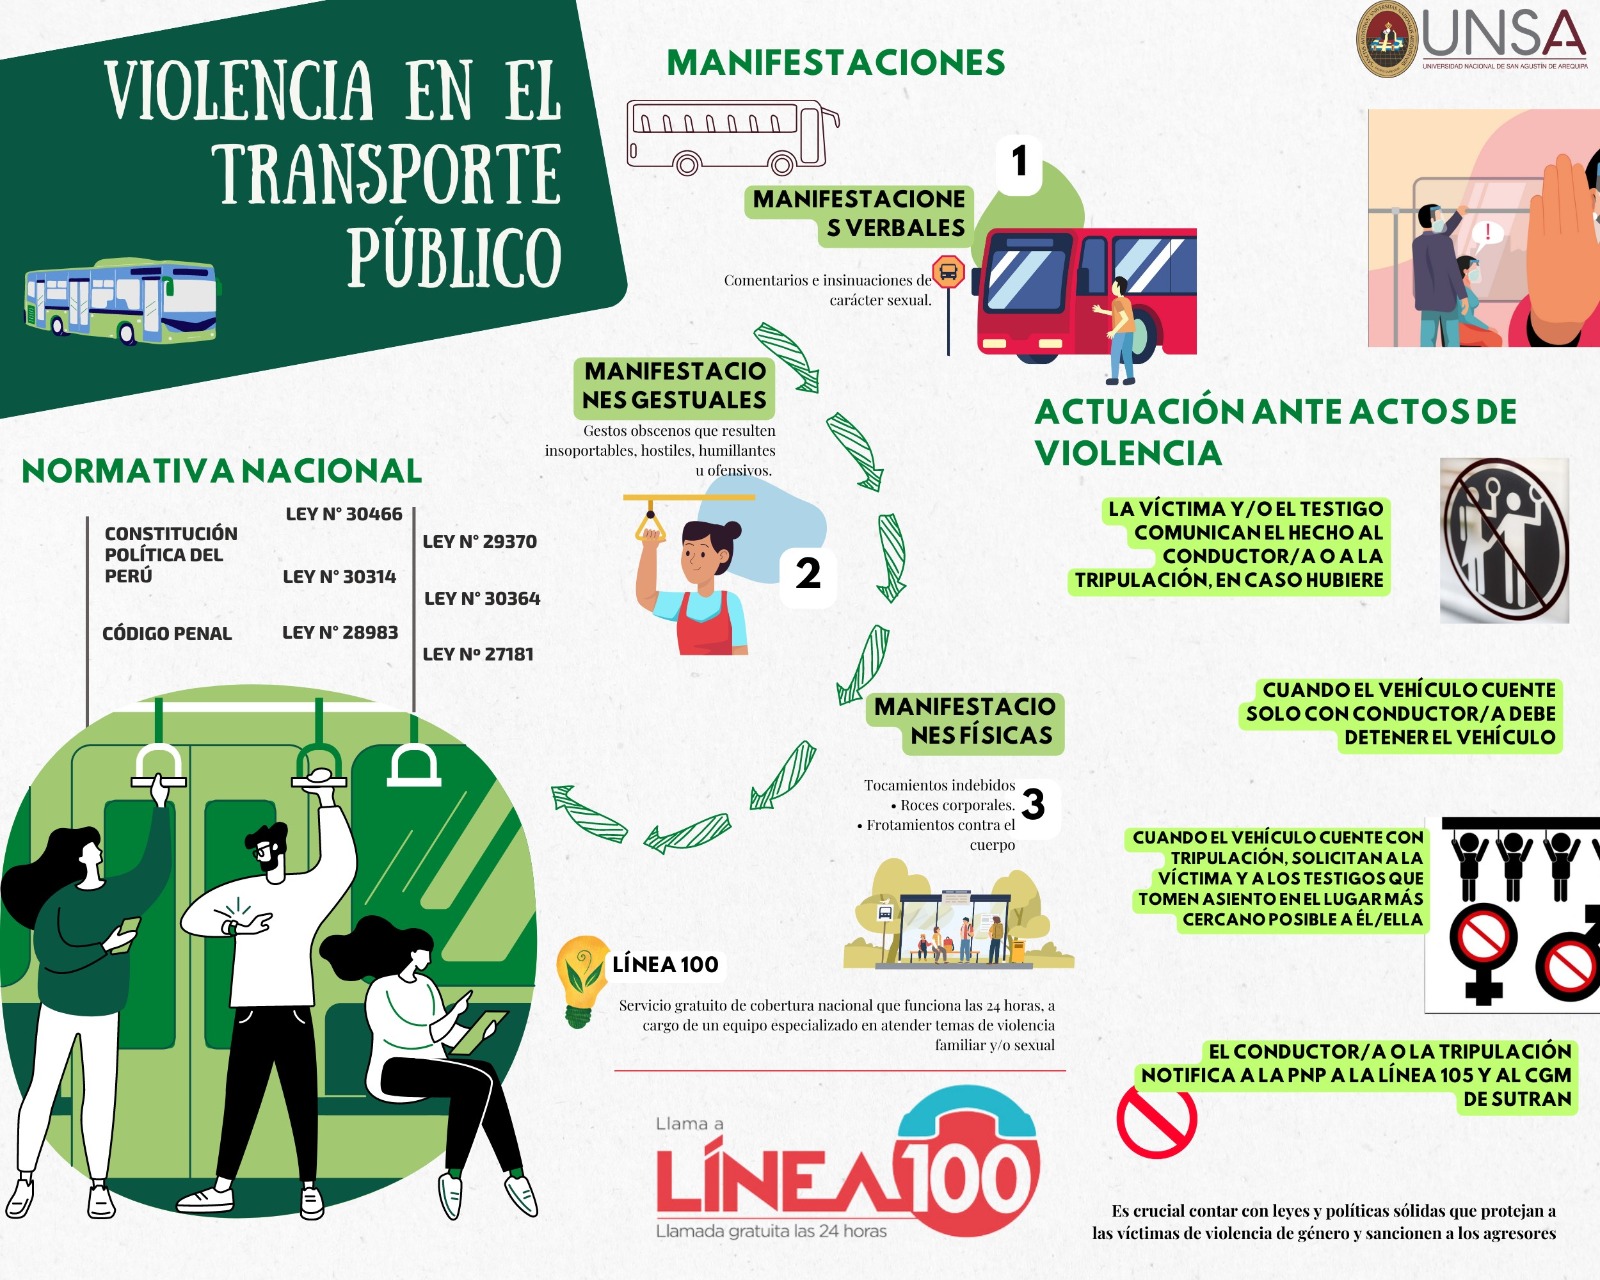 VIOLENCIA EN EL
TRANSPORTE
PÚBLICO
NORMATIVA NACIONAL
CONSTITUCIÓN
POLÍTICA DEL
PERÚ
CÓDIGO PENAL
LEY N° 30466
LEY N° 30314
LEY N° 28983
LEY N° 29370
LEY N° 30364
LEY Nº 27181
MANIFESTACIONES
1
MANIFESTACIONE
S VERBALES
Comentarios e insinuaciones de
carácter sexual.
MANIFESTACIO
NES GESTUALES
Gestos obscenos que resulten
insoportables, hostiles, humillantes
u ofensivos.
2
MANIFESTACIO
NES FÍSICAS
Tocamientos indebidos
• Roces corporales.
• Frotamientos contra el
cuerpo
3
LÍNEA 100
Servicio gratuito de cobertura nacional que funciona las 24 horas, a
cargo de un equipo especializado en atender temas de violencia
familiar y/o sexual
Llama a
LÍNEA 100
Llamada gratuita las 24 horas
UNSA
UNIVERSIDAD NACIONAL DE SAN AGUSTÍN DE AREQUIPA
!
ACTUACIÓN ANTE ACTOS DE
VIOLENCIA
LA VÍCTIMA Y/O EL TESTIGO
COMUNICAN EL HECHO AL
CONDUCTOR/A O A LA
TRIPULACIÓN, EN CASO HUBIERE
CUANDO EL VEHÍCULO CUENTE
SOLO CON CONDUCTOR/A DEBE
DETENER EL VEHÍCULO
CUANDO EL VEHÍCULO CUENTE CON
TRIPULACIÓN, SOLICITAN A LA
VÍCTIMA Y A LOS TESTIGOS QUE
TOMEN ASIENTO EN EL LUGAR MÁS
CERCANO POSIBLE A ÉL/ELLA
EL CONDUCTOR/A O LA TRIPULACIÓN
NOTIFICA A LA PNP A LA LÍNEA 105 Y AL CGM
DE SUTRAN
Es crucial contar con leyes y políticas sólidas que protejan a
las víctimas de violencia de género y sancionen a los agresores